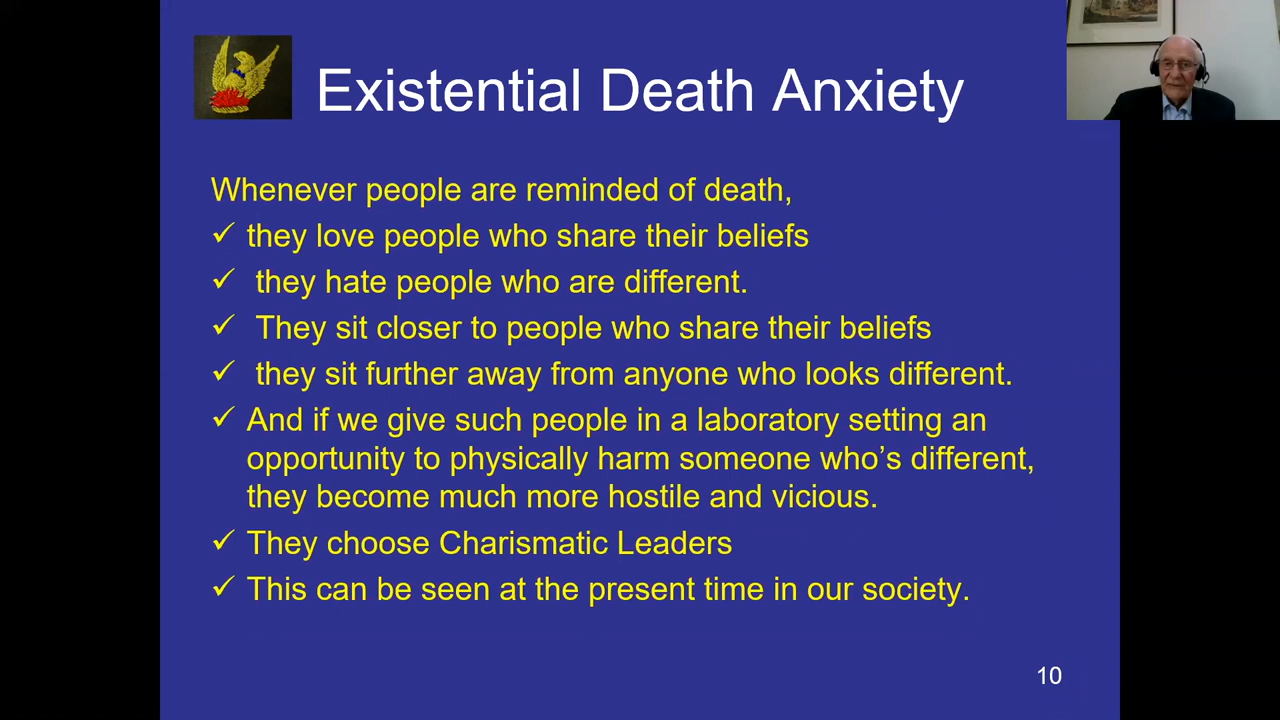 Existential Death Anxiety
Whenever people are reminded of death,
✓ they love people who share their beliefs
✓ they hate people who are different.
✓ They sit closer to people who share their beliefs
✓ they sit further away from anyone who looks different.
✓ And if we give such people in a laboratory setting an
opportunity to physically harm someone who's different,
they become much more hostile and vicious.
✓ They choose Charismatic Leaders
✓ This can be seen at the present time in our society.
10